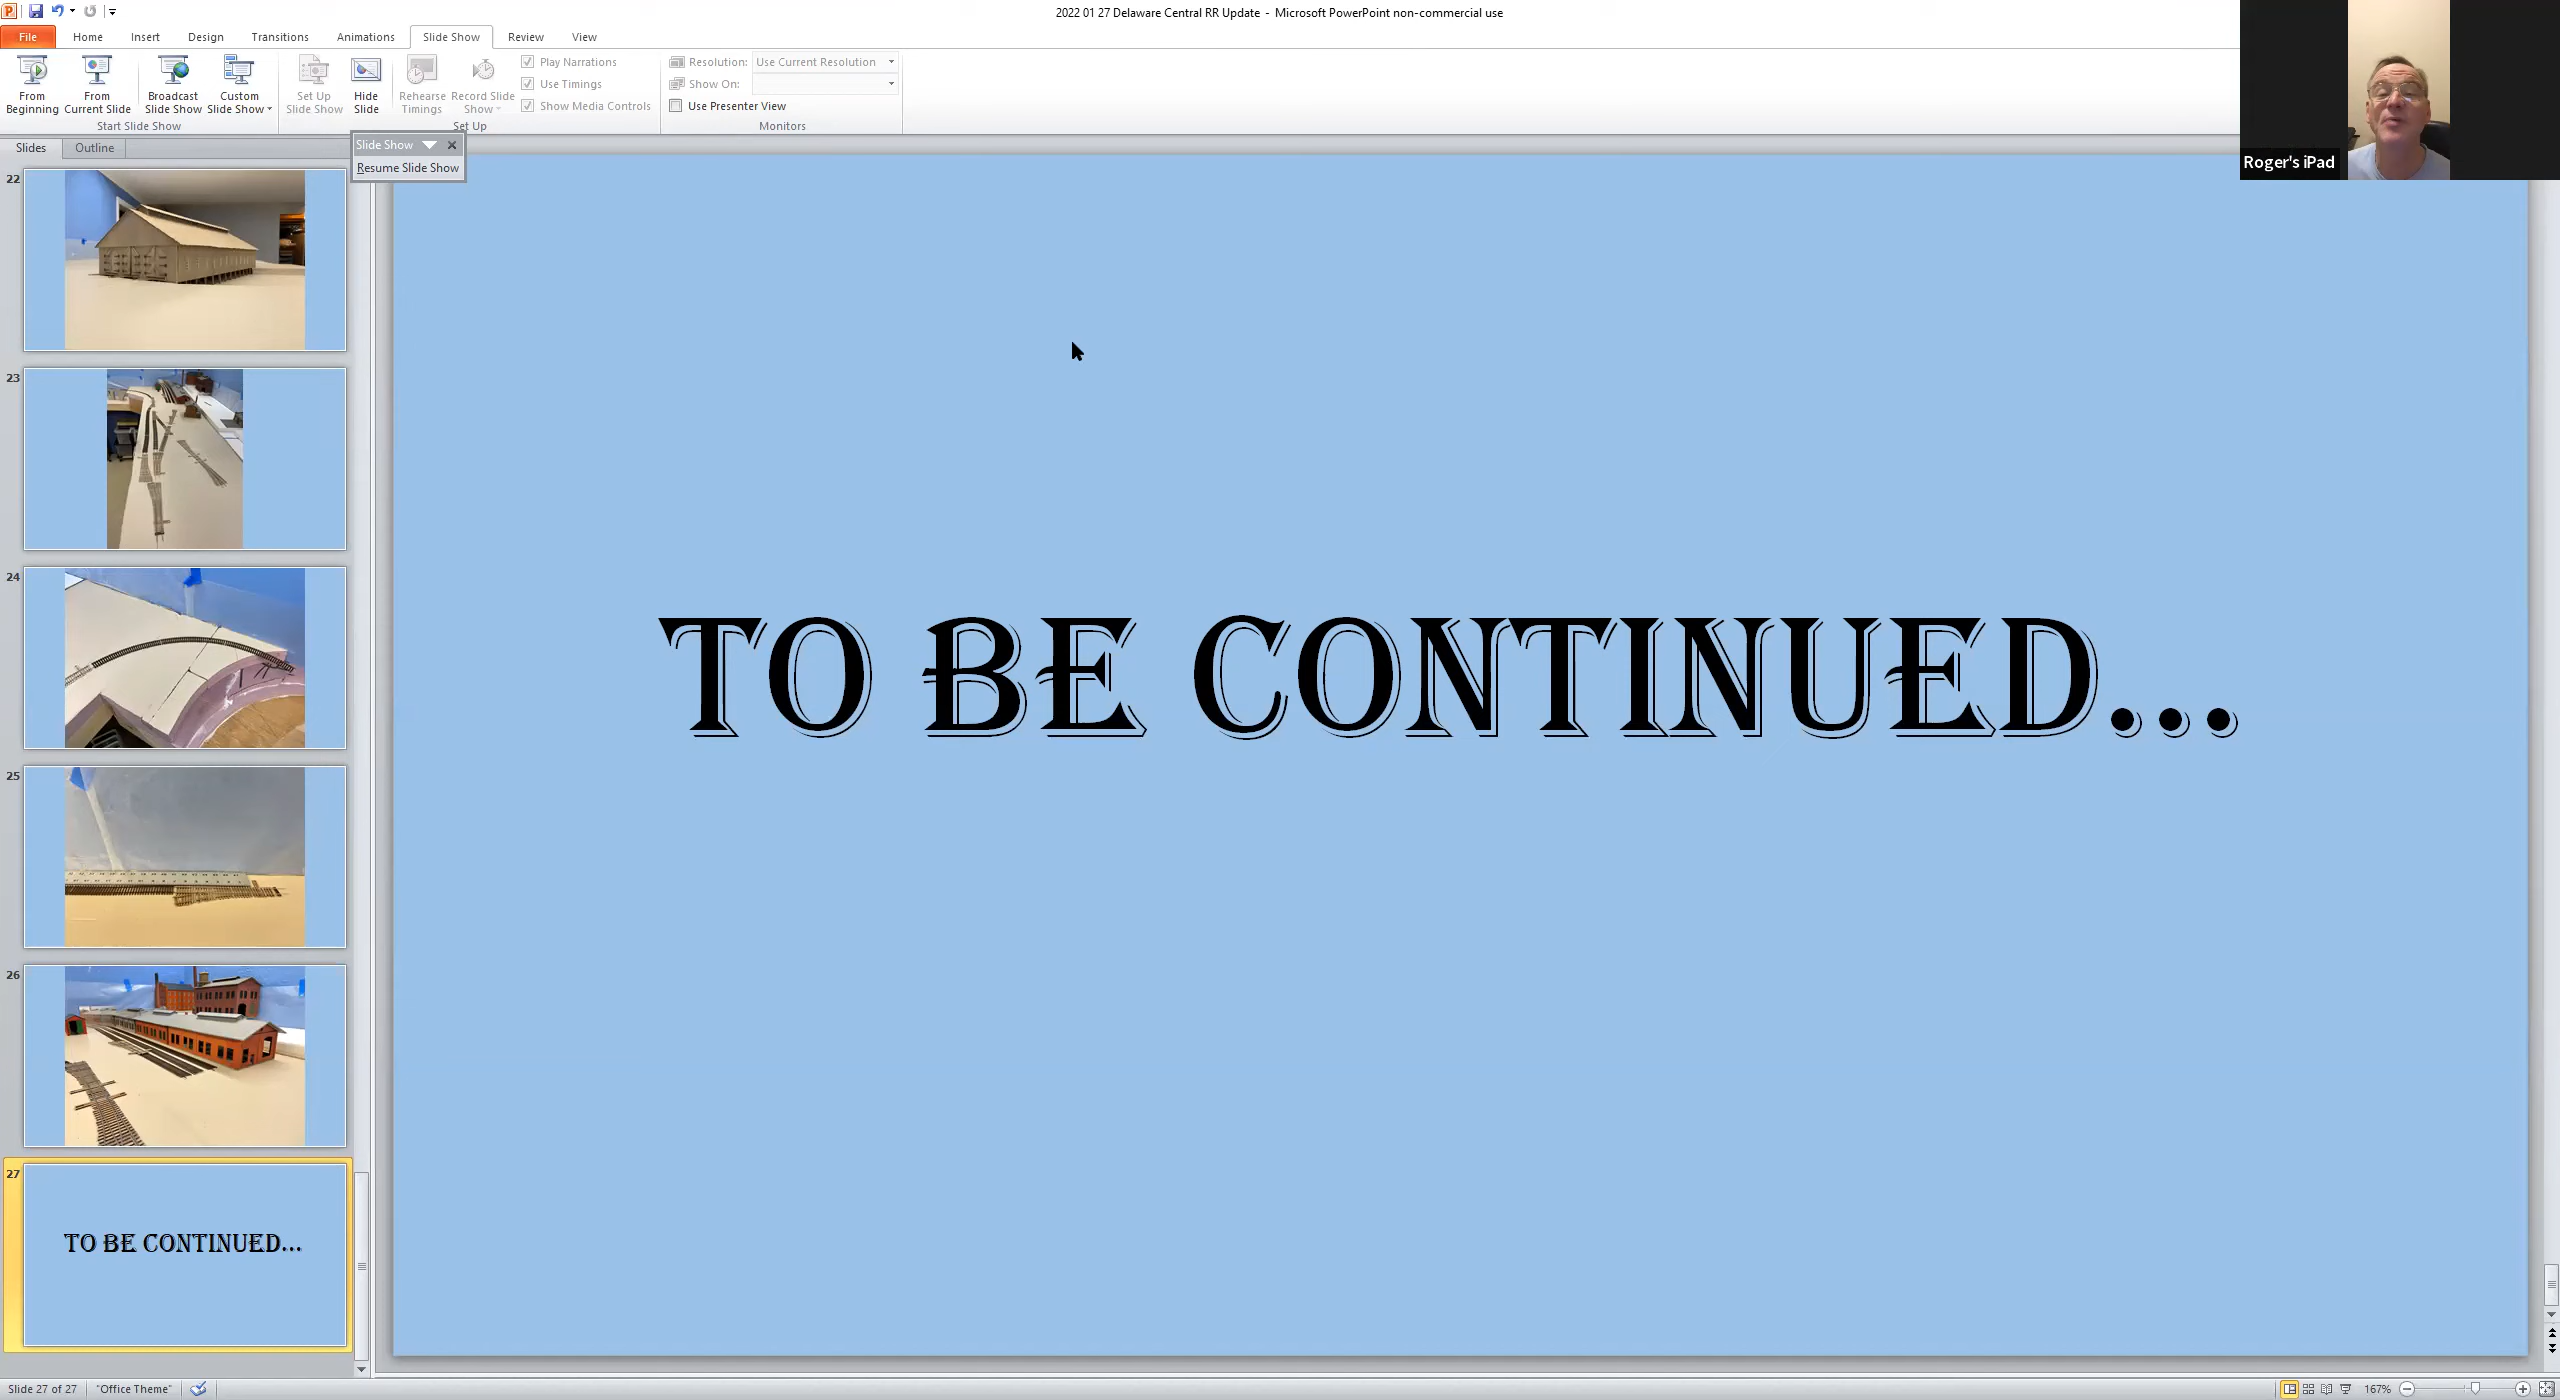 2022 01 27 Delaware Central RR Update - Microsoft PowerPoint non-commercial use
File Home Insert Design Transitions Animations Slide Show Review View
From Beginning
From Current Slide
Broadcast Slide Show
Custom Slide Show
Set Up Slide Show
Hide Slide
Rehearse Timings
Record Slide Show
Play Narrations
Use Timings
Show Media Controls
Resolution: Use Current Resolution
Show On:
Use Presenter View
Start Slide Show
Set Up
Monitors
Roger's iPad
Slides Outline
Slide Show
Resume Slide Show
22
23
24
25
26
27
TO BE CONTINUED...
TO BE CONTINUED...
Slide 27 of 27 "Office Theme" 167%